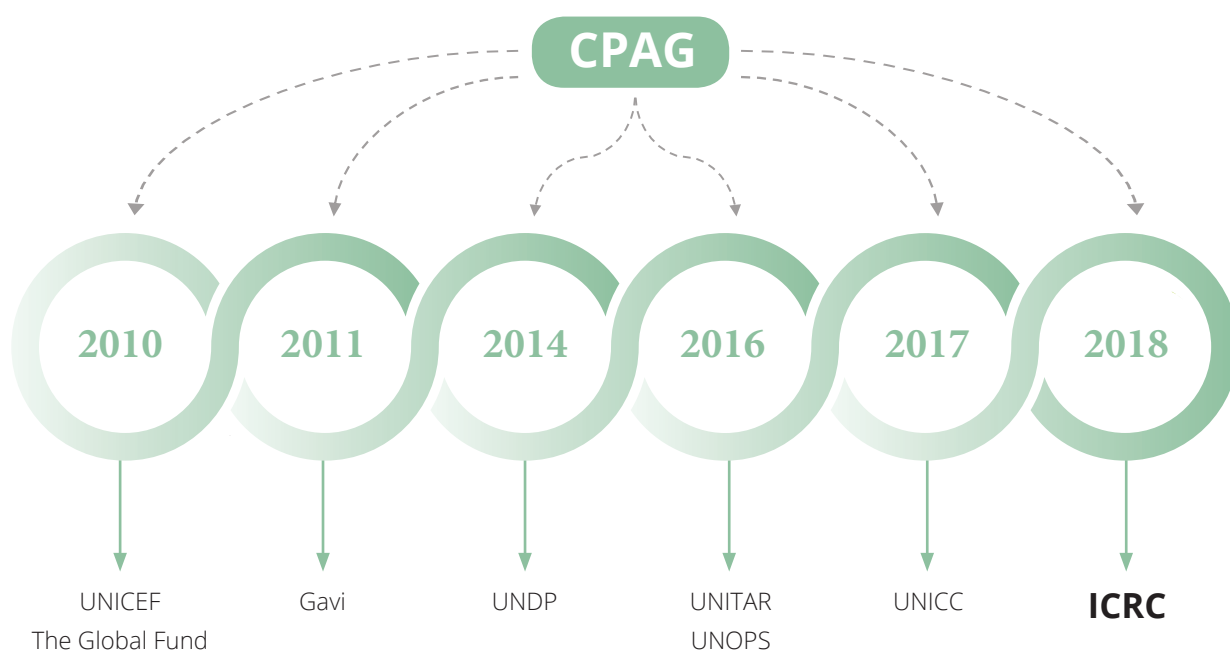 CPAG
2010
2011
2014
2016
2017
2018
UNICEF
The Global Fund
Gavi
UNDP
UNITAR
UNOPS
UNICC
ICRC